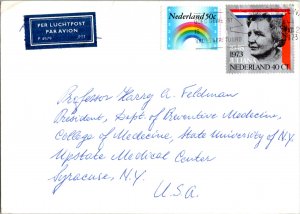 PER LUCHTPOST
PAR AVION
Nederland 50c
1973
NEDERLAND 40 CT
Professor Harry A. Feldman
President, Dept of Preventive Medicine,
College of Medicine, State University of N.Y.
Upstate Medical Center
Syracuse, N.Y.
U.S.A.